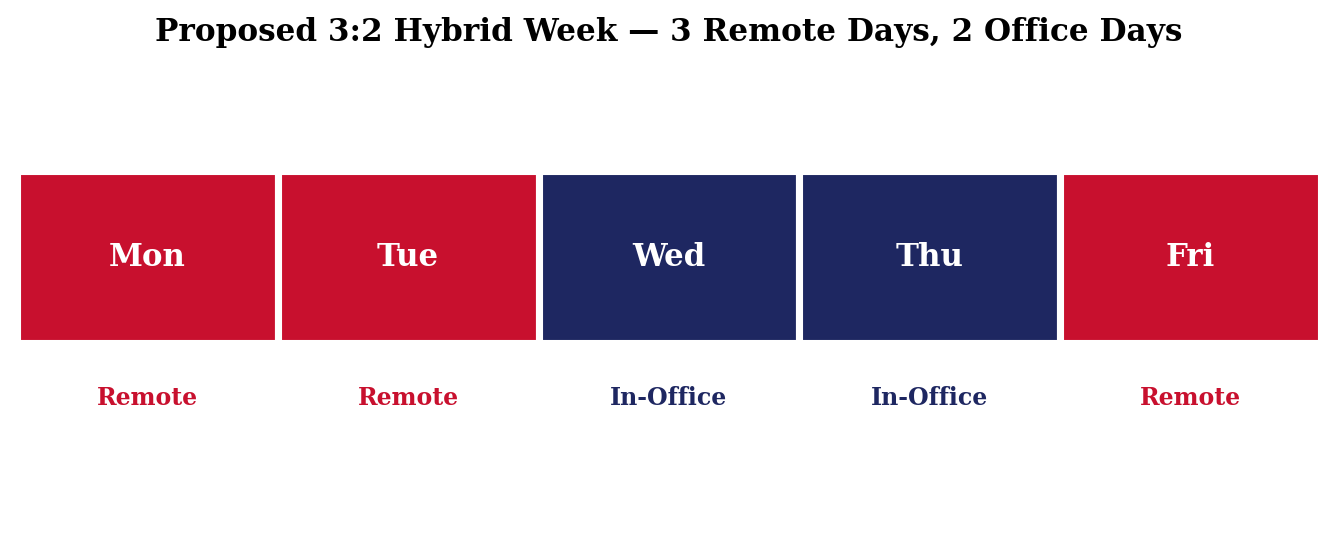 Proposed 3:2 Hybrid Week — 3 Remote Days, 2 Office Days
Mon Tue Wed Thu Fri
Remote Remote In-Office In-Office Remote